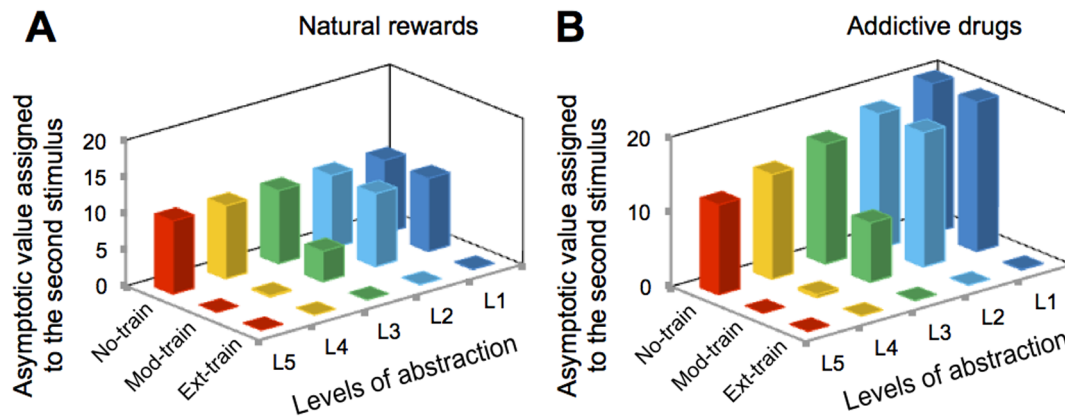 A
Natural rewards
Asymptotic value assigned
to the second stimulus
20
15
10
5
0
No-train
Mod-train
Ext-train
L5
L4
L3
L2
L1
Levels of abstraction
B
Addictive drugs
Asymptotic value assigned
to the second stimulus
20
10
0
No-train
Mod-train
Ext-train
L5
L4
L3
L2
L1
Levels of abstraction